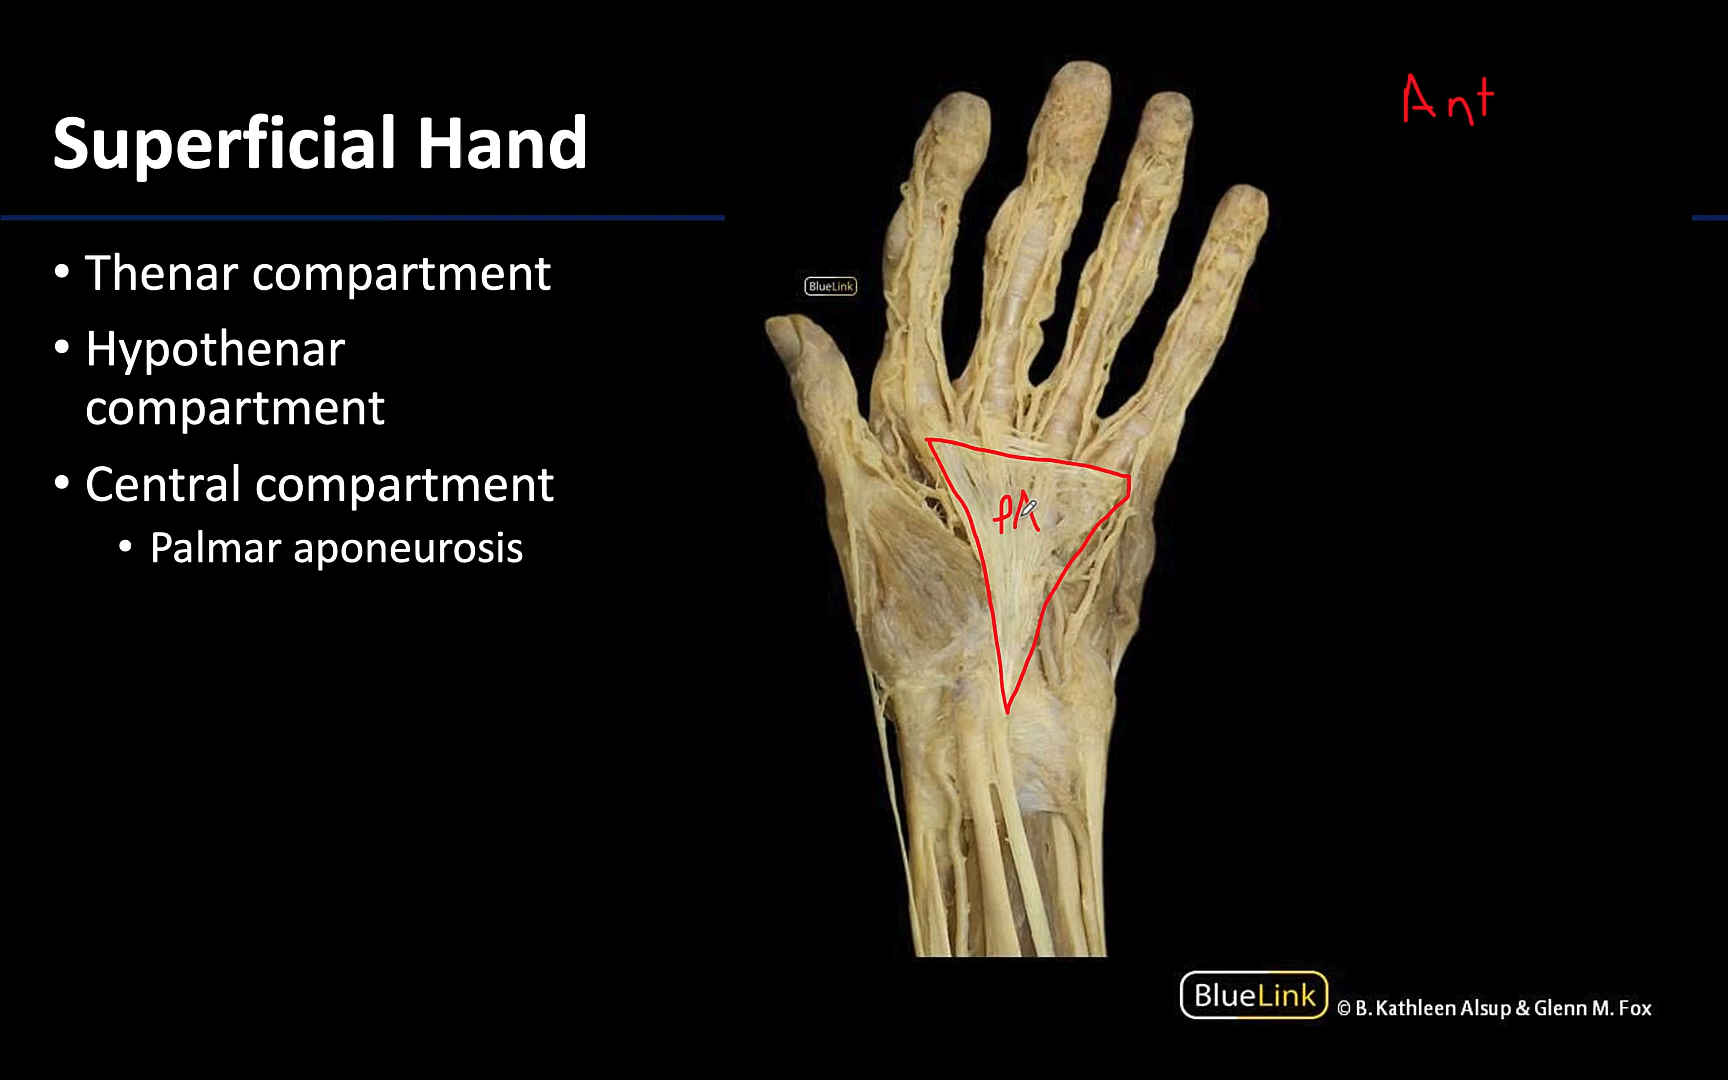 Ant
Superficial Hand
• Thenar compartment
• Hypothenar
compartment
• Central compartment
• Palmar aponeurosis
BlueLink
PA
BlueLink
© B. Kathleen Alsup & Glenn M. Fox